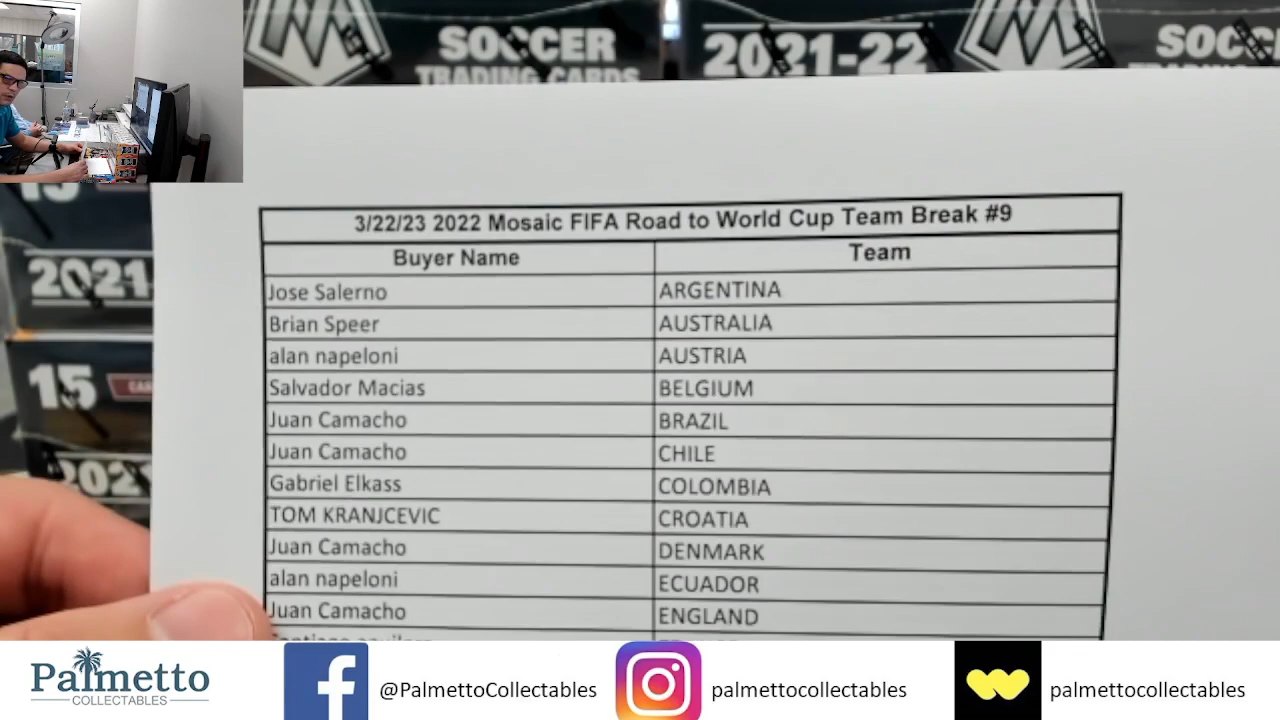 SOCCER
TRADING CARDS
2021-22
15
2021-
15
2021
3/22/23 2022 Mosaic FIFA Road to World Cup Team Break #9
Buyer Name Team
Jose Salerno ARGENTINA
Brian Speer AUSTRALIA
alan napeloni AUSTRIA
Salvador Macias BELGIUM
Juan Camacho BRAZIL
Juan Camacho CHILE
Gabriel Elkass COLOMBIA
TOM KRANJCEVIC CROATIA
Juan Camacho DENMARK
alan napeloni ECUADOR
Juan Camacho ENGLAND
Palmetto
COLLECTABLES
@PalmettoCollectables
palmettocollectables
palmettocollectables